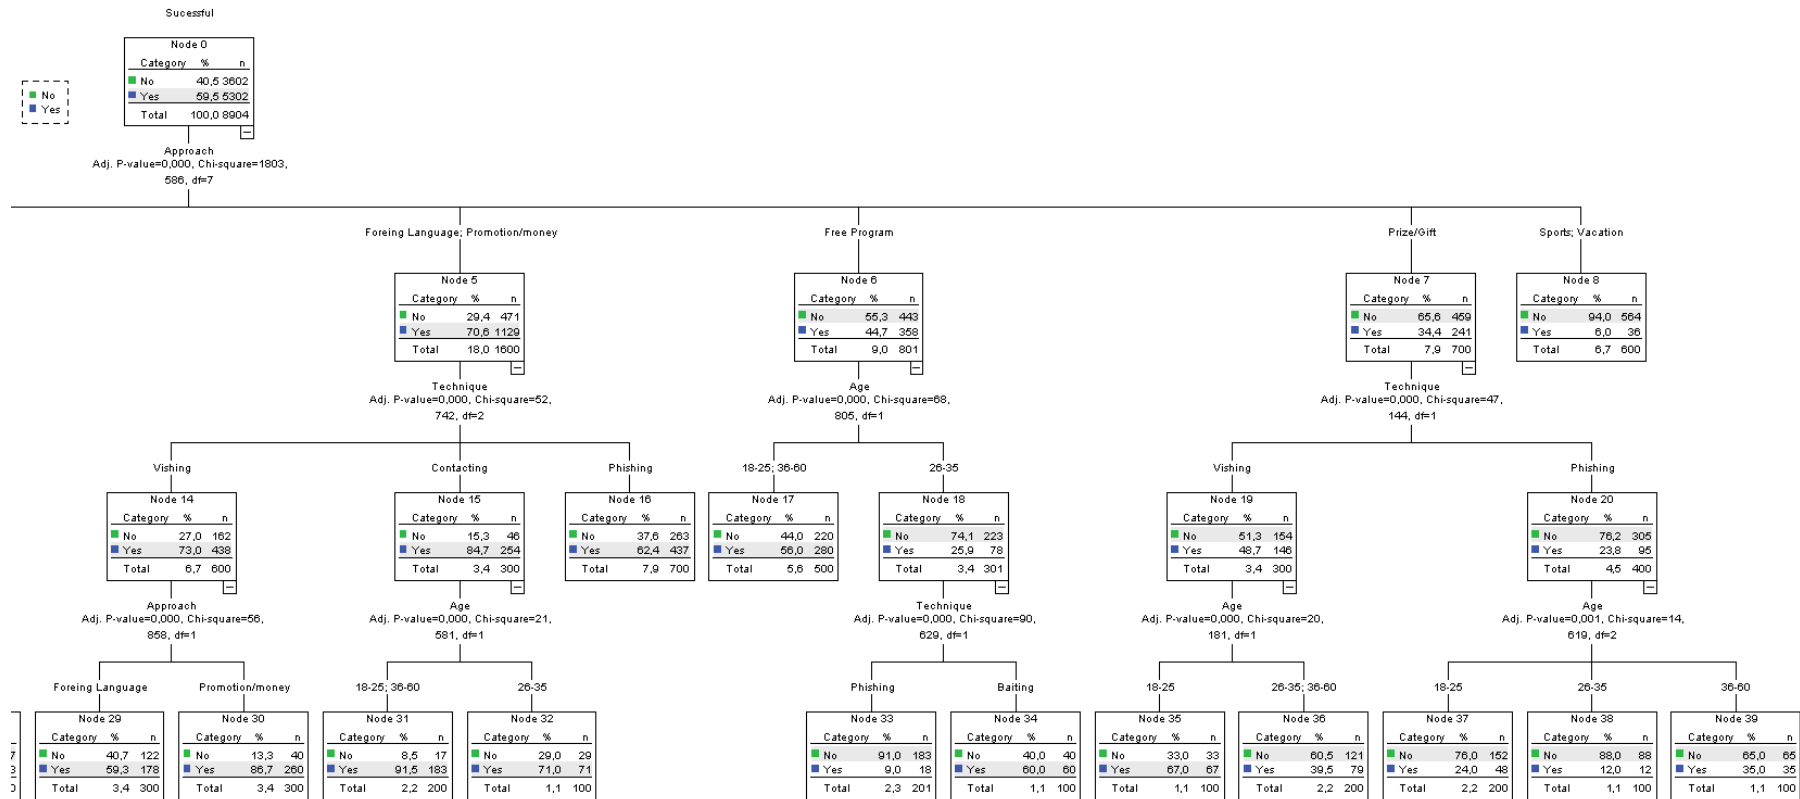 Sucessful
Node 0
Category % n
No 40,5 3602
Yes 59,5 5302
Total 100,0 8904
No
Yes
Approach
Adj. P-value=0,000, Chi-square=1803,
586, df=7
Foreing Language; Promotion/money
Free Program
Prize/Gift
Sports; Vacation
Node 5
Category % n
No 29,4 471
Yes 70,6 1129
Total 18,0 1600
Node 6
Category % n
No 55,3 443
Yes 44,7 358
Total 9,0 801
Node 7
Category % n
No 65,6 459
Yes 34,4 241
Total 7,9 700
Node 8
Category % n
No 94,0 564
Yes 6,0 36
Total 6,7 600
Technique
Adj. P-value=0,000, Chi-square=52,
742, df=2
Age
Adj. P-value=0,000, Chi-square=68,
805, df=1
Technique
Adj. P-value=0,000, Chi-square=47,
144, df=1
Vishing
Contacting
Phishing
18-25; 36-60
26-35
Vishing
Phishing
Node 14
Category % n
No 27,0 162
Yes 73,0 438
Total 6,7 600
Node 15
Category % n
No 15,3 46
Yes 84,7 254
Total 3,4 300
Node 16
Category % n
No 37,6 263
Yes 62,4 437
Total 7,9 700
Node 17
Category % n
No 44,0 220
Yes 56,0 280
Total 5,6 500
Node 18
Category % n
No 74,1 223
Yes 25,9 78
Total 3,4 301
Node 19
Category % n
No 51,3 154
Yes 48,7 146
Total 3,4 300
Node 20
Category % n
No 76,2 305
Yes 23,8 95
Total 4,5 400
Approach
Adj. P-value=0,000, Chi-square=56,
858, df=1
Age
Adj. P-value=0,000, Chi-square=21,
581, df=1
Technique
Adj. P-value=0,000, Chi-square=90,
629, df=1
Age
Adj. P-value=0,000, Chi-square=20,
181, df=1
Age
Adj. P-value=0,001, Chi-square=14,
619, df=2
Foreing Language
Promotion/money
18-25; 36-60
26-35
Phishing
Baiting
18-25
26-35; 36-60
18-25
26-35
36-60
Node 29
Category % n
No 40,7 122
Yes 59,3 178
Total 3,4 300
Node 30
Category % n
No 13,3 40
Yes 86,7 260
Total 3,4 300
Node 31
Category % n
No 8,5 17
Yes 91,5 183
Total 2,2 200
Node 32
Category % n
No 29,0 29
Yes 71,0 71
Total 1,1 100
Node 33
Category % n
No 91,0 183
Yes 9,0 18
Total 2,3 201
Node 34
Category % n
No 40,0 40
Yes 60,0 60
Total 1,1 100
Node 35
Category % n
No 33,0 33
Yes 67,0 67
Total 1,1 100
Node 36
Category % n
No 60,5 121
Yes 39,5 79
Total 2,2 200
Node 37
Category % n
No 76,0 152
Yes 24,0 48
Total 2,2 200
Node 38
Category % n
No 88,0 88
Yes 12,0 12
Total 1,1 100
Node 39
Category % n
No 65,0 65
Yes 35,0 35
Total 1,1 100